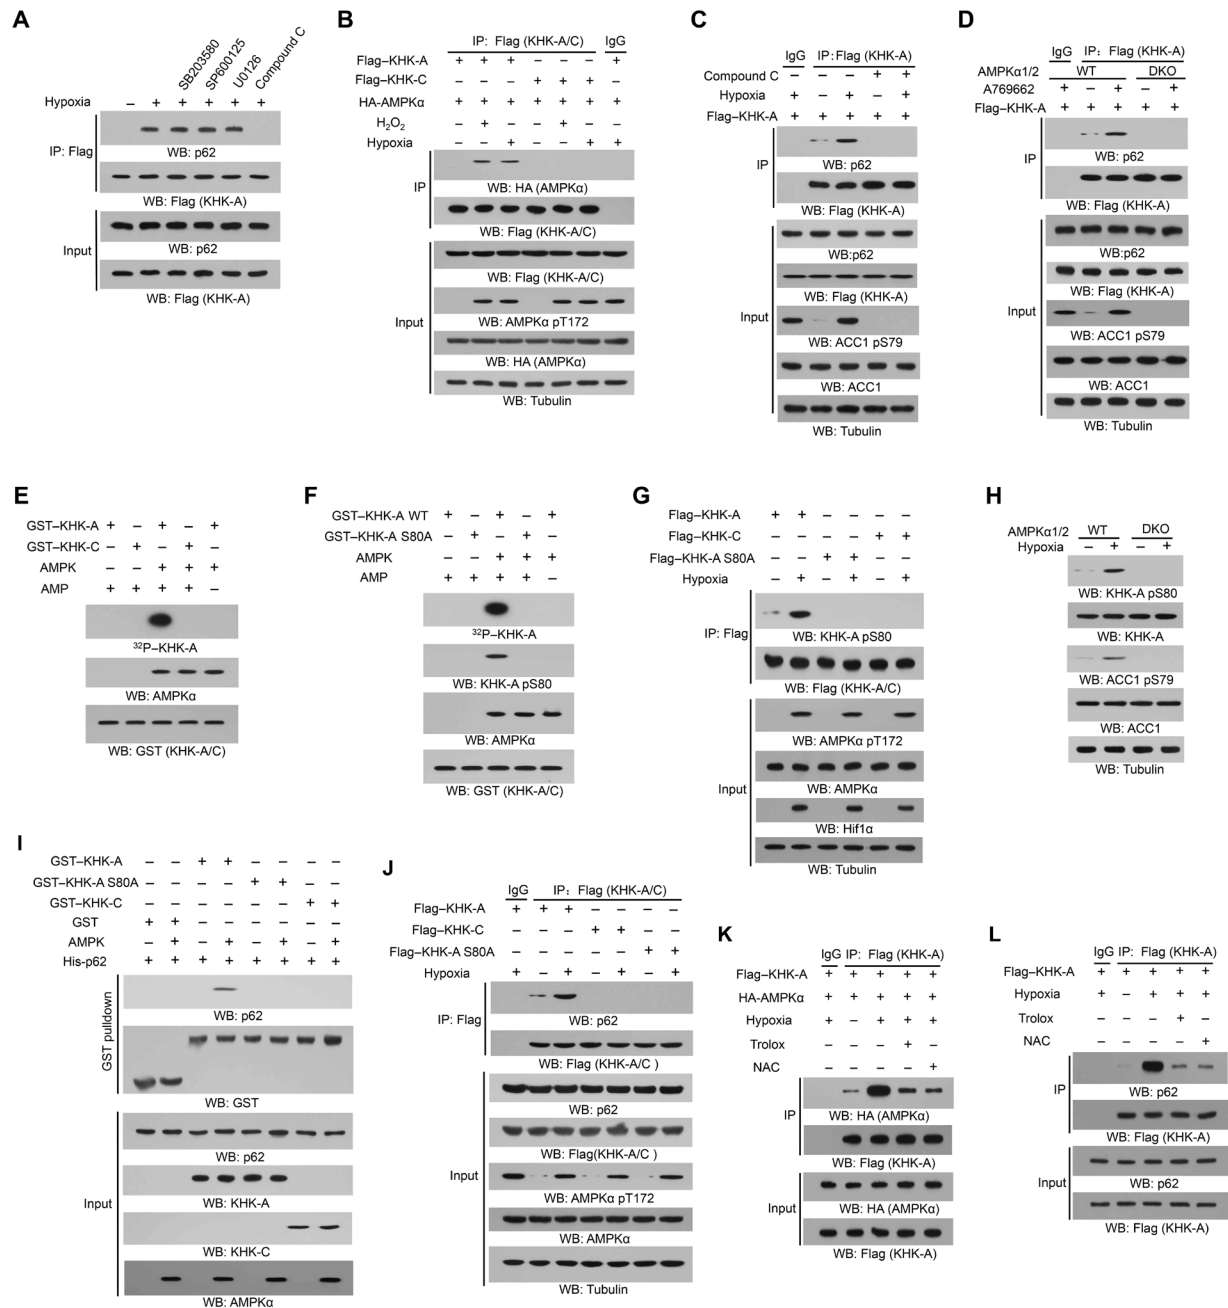 A
SB203580
SP600125
U0126
Compound C
Hypoxia – + + + + +
IP: Flag
WB: p62
WB: Flag (KHK-A)
Input
WB: p62
WB: Flag (KHK-A)
B
IP: Flag (KHK-A/C) IgG
Flag–KHK-A + + + – – – +
Flag–KHK-C – – – + + + –
HA–AMPKα + + + + + + +
H2O2 – + – – + – –
Hypoxia – – + – – + +
IP
WB: HA (AMPKα)
WB: Flag (KHK-A/C)
Input
WB: Flag (KHK-A/C)
WB: AMPKα pT172
WB: HA (AMPKα)
WB: Tubulin
C
IgG IP:Flag (KHK-A)
Compound C – – – + +
Hypoxia + – + – +
Flag–KHK-A + + + + +
IP
WB: p62
WB: Flag (KHK-A)
Input
WB:p62
WB: Flag (KHK-A)
WB: ACC1 pS79
WB: ACC1
WB: Tubulin
D
IgG IP: Flag (KHK-A)
AMPKα1/2 WT DKO
A769662 + – + – +
Flag–KHK-A + + + + +
IP
WB: p62
WB: Flag (KHK-A)
Input
WB:p62
WB: Flag (KHK-A)
WB: ACC1 pS79
WB: ACC1
WB: Tubulin
E
GST–KHK-A + – + – +
GST–KHK-C – + – + –
AMPK – – + + +
AMP + + + + –
32P–KHK-A
WB: AMPKα
WB: GST (KHK-A/C)
F
GST–KHK-A WT + – + – +
GST–KHK-A S80A – + – + –
AMPK – – + + +
AMP + + + + –
32P–KHK-A
WB: KHK-A pS80
WB: AMPKα
WB: GST (KHK-A/C)
G
Flag–KHK-A + + – – – –
Flag–KHK-C – – – – + +
Flag–KHK-A S80A – – + + – –
Hypoxia – + – + – +
IP: Flag
WB: KHK-A pS80
WB: Flag (KHK-A/C)
Input
WB: AMPKα pT172
WB: AMPKα
WB: Hif1α
WB: Tubulin
H
AMPKα1/2 WT DKO
Hypoxia – + – +
WB: KHK-A pS80
WB: KHK-A
WB: ACC1 pS79
WB: ACC1
WB: Tubulin
I
GST–KHK-A – – + + – – – –
GST–KHK-A S80A – – – – + + – –
GST–KHK-C – – – – – – + +
GST + + – – – – – –
AMPK – + – + – + – +
His-p62 + + + + + + + +
GST pulldown
WB: p62
WB: GST
Input
WB: p62
WB: KHK-A
WB: KHK-C
WB: AMPKα
J
IgG IP: Flag (KHK-A/C)
Flag–KHK-A + + + – – – –
Flag–KHK-C – – – + + – –
Flag–KHK-A S80A – – – – – + +
Hypoxia + – + – + – +
IP: Flag
WB: p62
WB: Flag (KHK-A/C )
Input
WB: p62
WB: Flag(KHK-A/C )
WB: AMPKα pT172
WB: AMPKα
WB: Tubulin
K
IgG IP: Flag (KHK-A)
Flag–KHK-A + + + + +
HA–AMPKα + + + + +
Hypoxia + – + + +
Trolox – – – + –
NAC – – – – +
IP
WB: HA (AMPKα)
WB: Flag (KHK-A)
Input
WB: HA (AMPKα)
WB: Flag (KHK-A)
L
IgG IP: Flag (KHK-A)
Flag–KHK-A + + + + +
Hypoxia + – + + +
Trolox – – – + –
NAC – – – – +
IP
WB: p62
WB: Flag (KHK-A)
Input
WB: p62
WB: Flag (KHK-A)